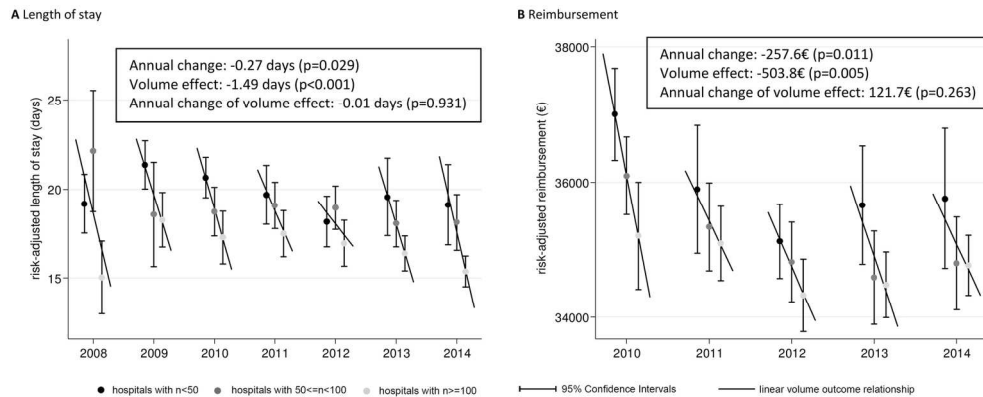 A Length of stay
Annual change: -0.27 days (p=0.029)
Volume effect: -1.49 days (p<0.001)
Annual change of volume effect: -0.01 days (p=0.931)
risk-adjusted length of stay (days)
25
20
15
2008 2009 2010 2011 2012 2013 2014
B Reimbursement
Annual change: -257.6€ (p=0.011)
Volume effect: -503.8€ (p=0.005)
Annual change of volume effect: 121.7€ (p=0.263)
risk-adjusted reimbursement (€)
38000
36000
34000
2010 2011 2012 2013 2014
hospitals with n<50 hospitals with 50<=n<100 hospitals with n>=100
95% Confidence Intervals linear volume outcome relationship